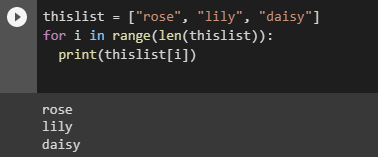 thislist = ["rose", "lily", "daisy"]
for i in range(len(thislist)):
  print(thislist[i])
rose
lily
daisy